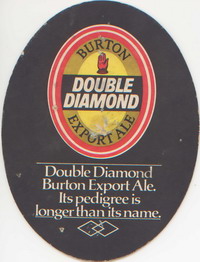 BURTON
DOUBLE
DIAMOND
EXPORT ALE
Double Diamond
Burton Export Ale.
Its pedigree is
longer than its name.